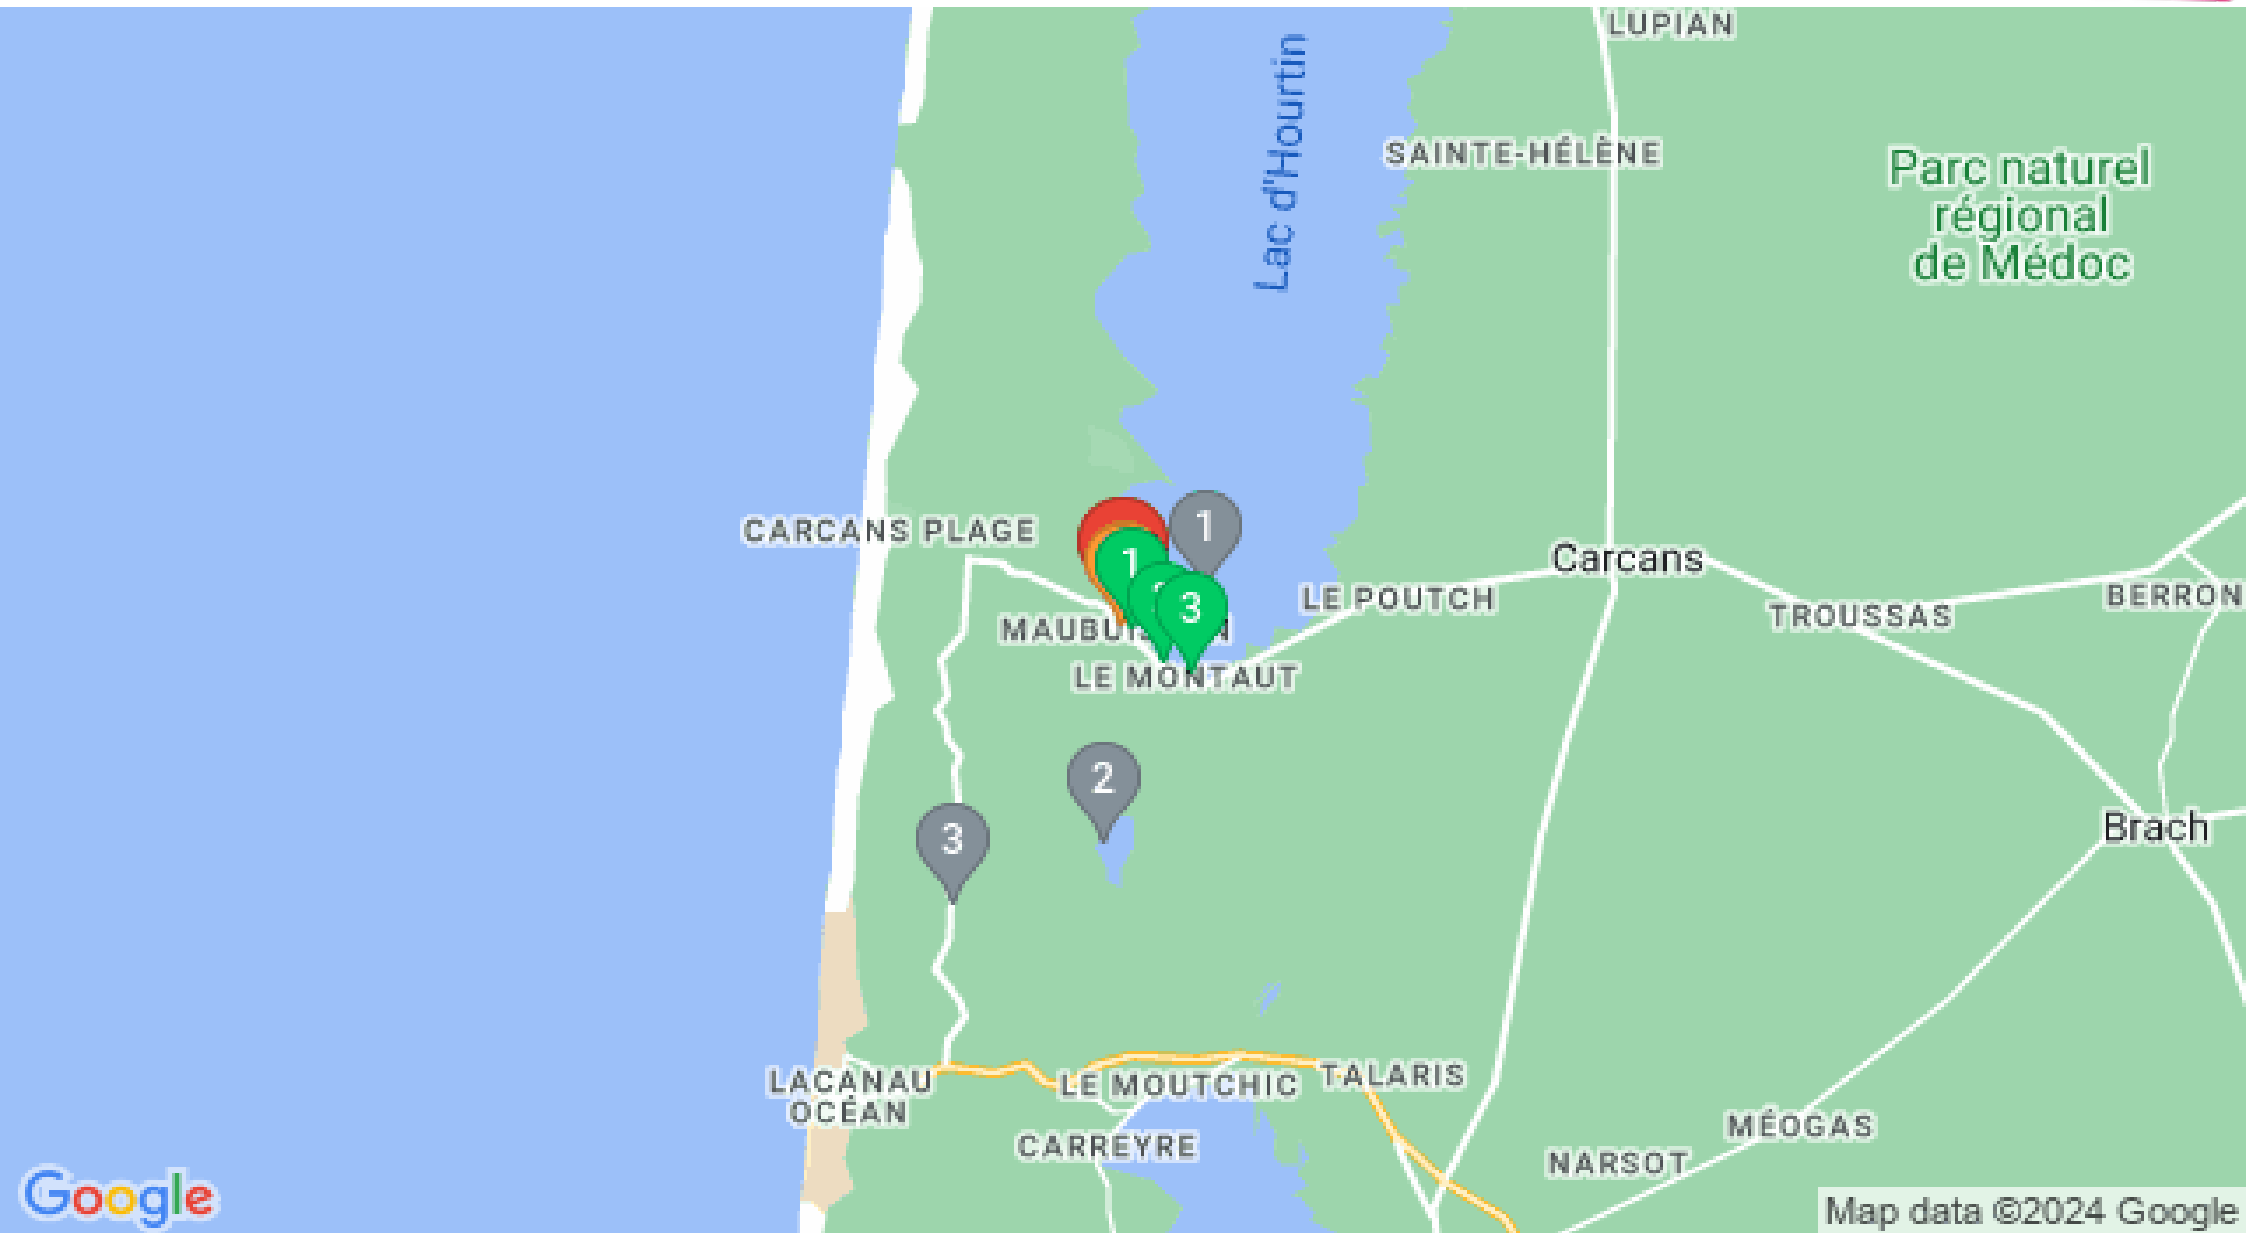 LUPIAN
Lac d'Hourtin
SAINTE-HÉLÈNE
Parc naturel
régional
de Médoc
CARCANS PLAGE
1
1
3
Carcans
LE POUTCH
TROUSSAS
BERRON
LE MONTAUT
2
3
Brach
LACANAU
OCÉAN
LE MOUTCHIC
TALARIS
CARREYRE
MÉOGAS
NARSOT
Google
Map data ©2024 Google